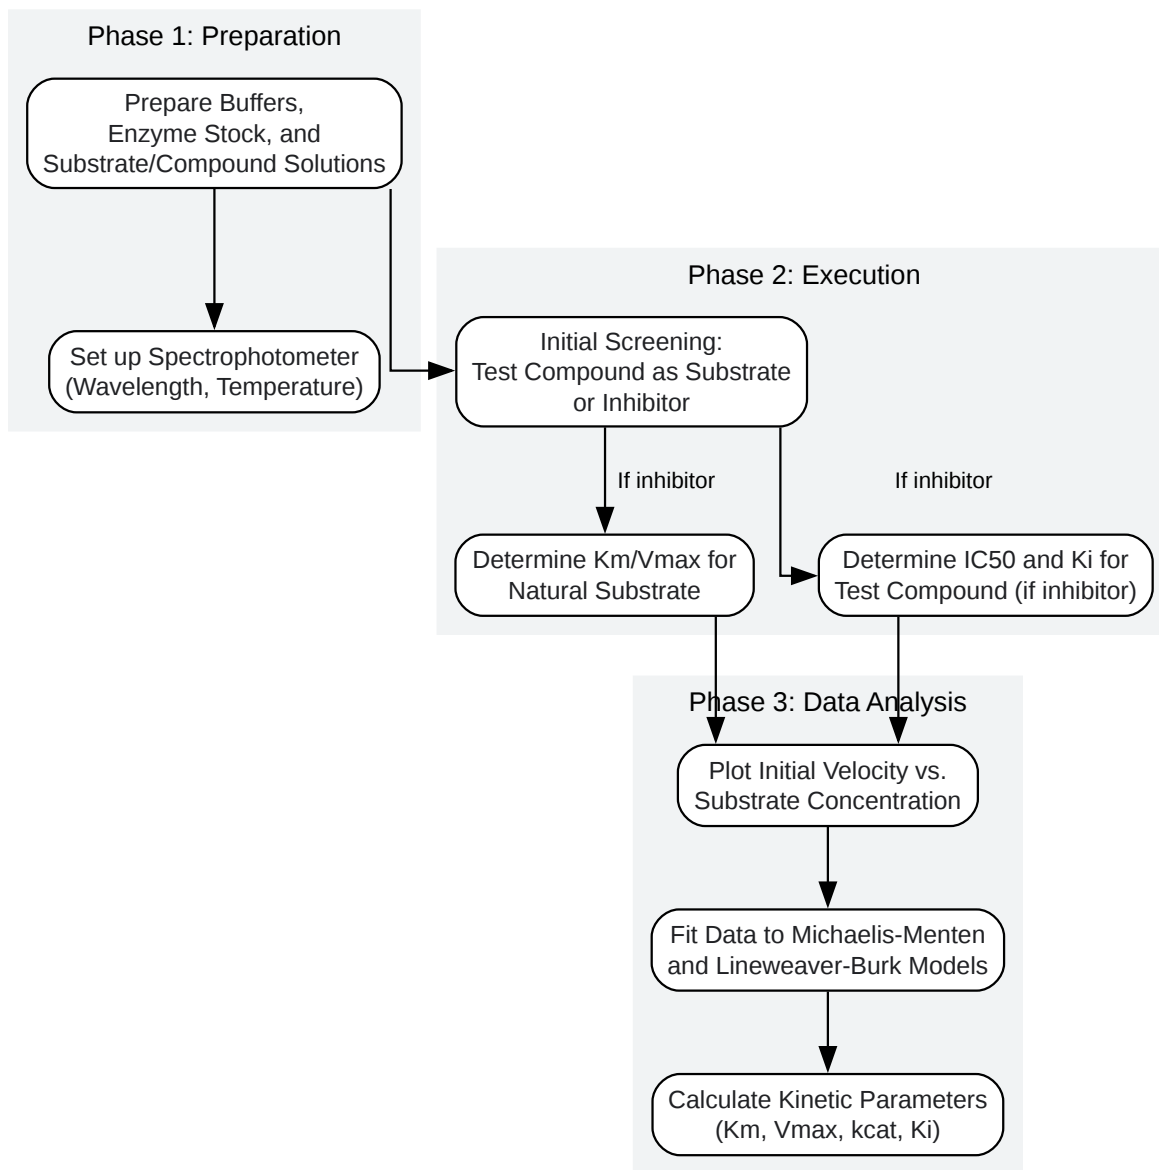 Phase 1: Preparation
Prepare Buffers,
Enzyme Stock, and
Substrate/Compound Solutions
Set up Spectrophotometer
(Wavelength, Temperature)
Phase 2: Execution
Initial Screening:
Test Compound as Substrate
or Inhibitor
If inhibitor
If inhibitor
Determine Km/Vmax for
Natural Substrate
Determine IC50 and Ki for
Test Compound (if inhibitor)
Phase 3: Data Analysis
Plot Initial Velocity vs.
Substrate Concentration
Fit Data to Michaelis-Menten
and Lineweaver-Burk Models
Calculate Kinetic Parameters
(Km, Vmax, kcat, Ki)